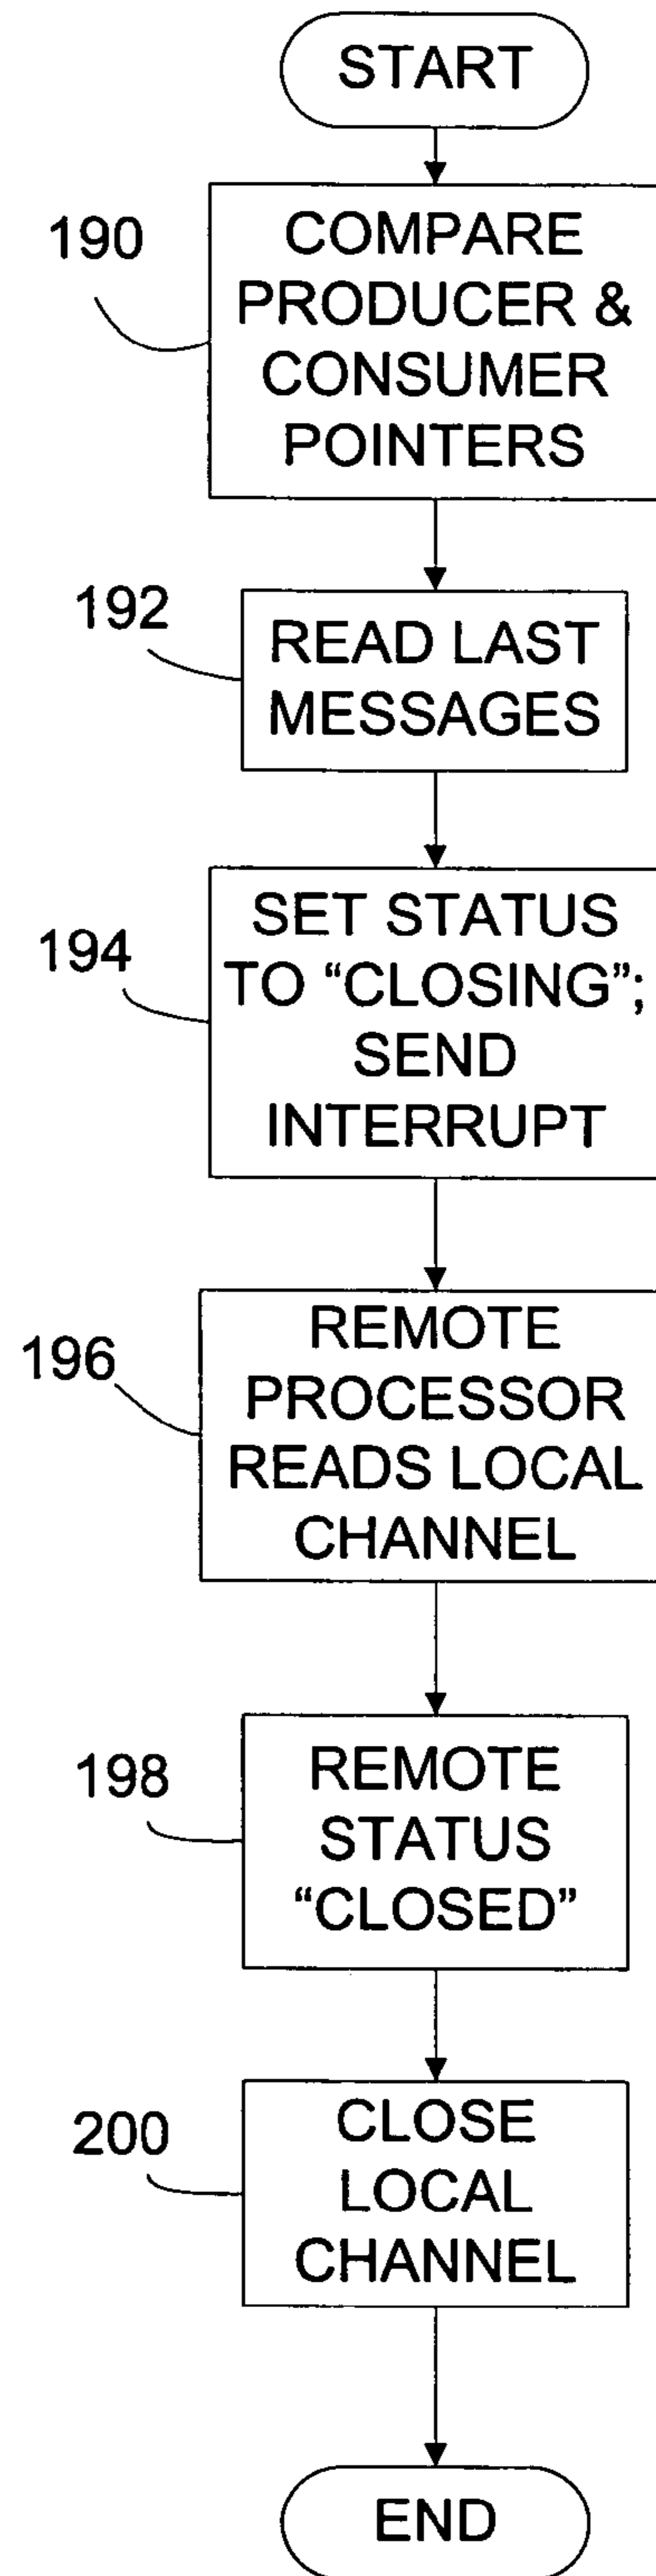 START
190
COMPARE
PRODUCER &
CONSUMER
POINTERS
192
READ LAST
MESSAGES
194
SET STATUS
TO “CLOSING”;
SEND
INTERRUPT
196
REMOTE
PROCESSOR
READS LOCAL
CHANNEL
198
REMOTE
STATUS
“CLOSED”
200
CLOSE
LOCAL
CHANNEL
END